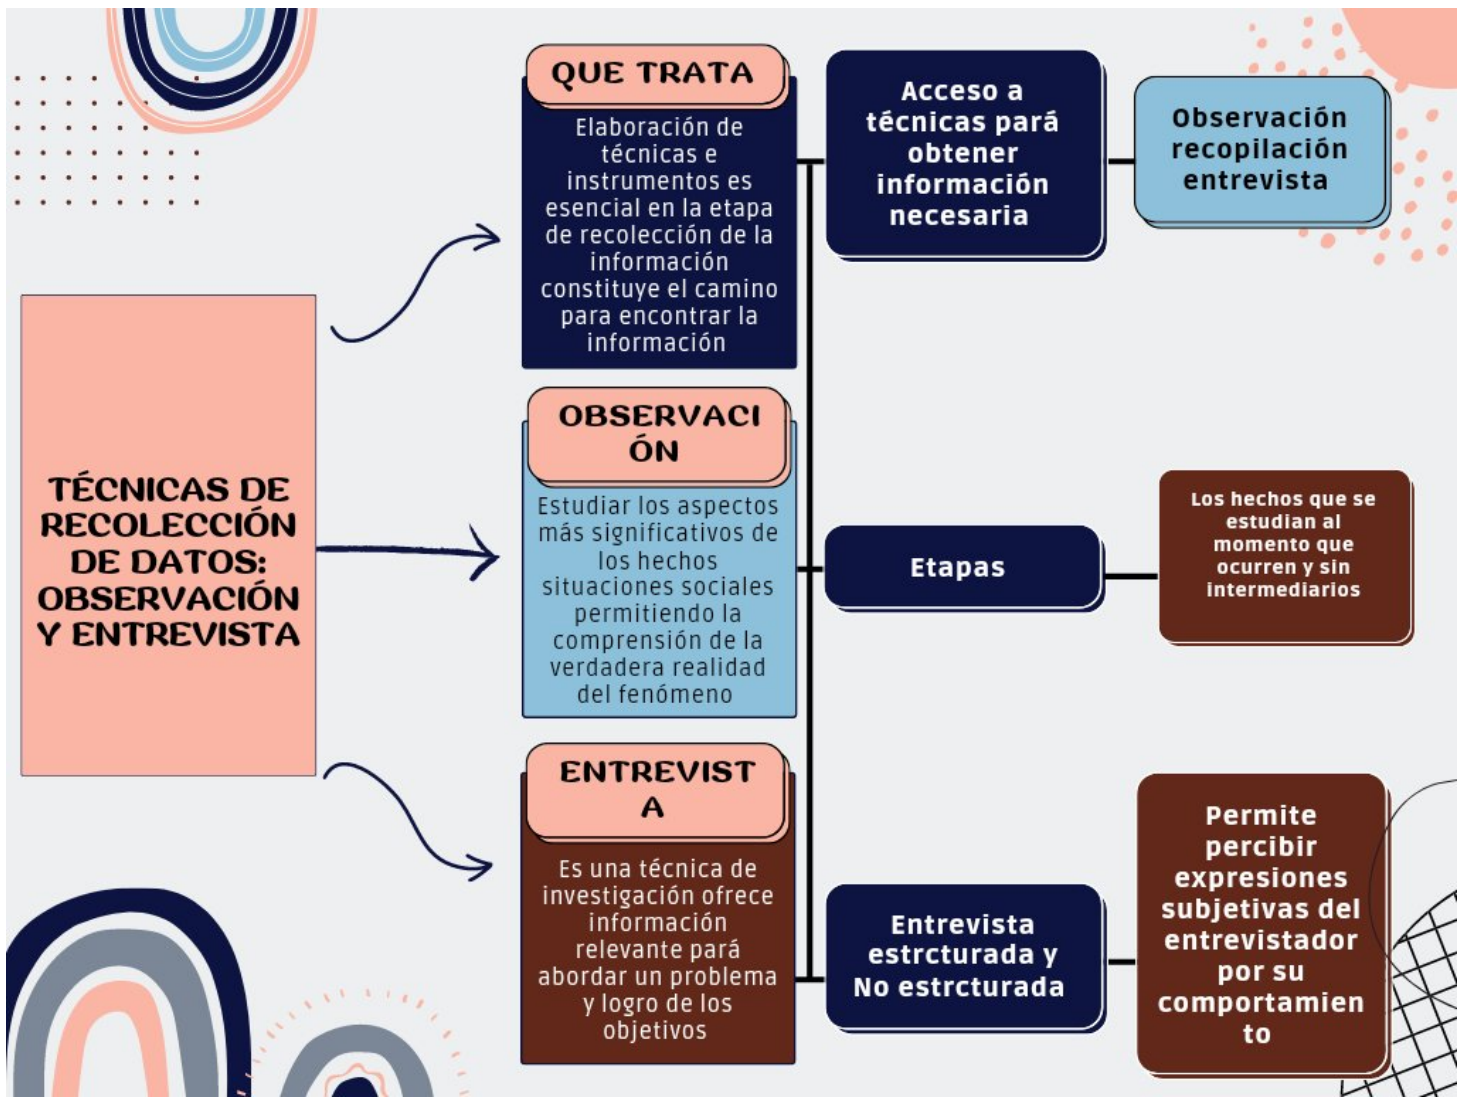 TÉCNICAS DE
RECOLECCIÓN
DE DATOS:
OBSERVACIÓN
Y ENTREVISTA
QUE TRATA
Elaboración de
técnicas e
instrumentos es
esencial en la etapa
de recolección de la
información
constituye el camino
para encontrar la
información
Acceso a
técnicas pará
obtener
información
necesaria
Observación
recopilación
entrevista
OBSERVACI
ÓN
Estudiar los aspectos
más significativos de
los hechos
situaciones sociales
permitiendo la
comprensión de la
verdadera realidad
del fenómeno
Etapas
Los hechos que se
estudian al
momento que
ocurren y sin
intermediarios
ENTREVIST
A
Es una técnica de
investigación ofrece
información
relevante pará
abordar un problema
y logro de los
objetivos
Entrevista
estrcturada y
No estrcturada
Permite
percibir
expresiones
subjetivas del
entrevistador
por su
comportamien
to